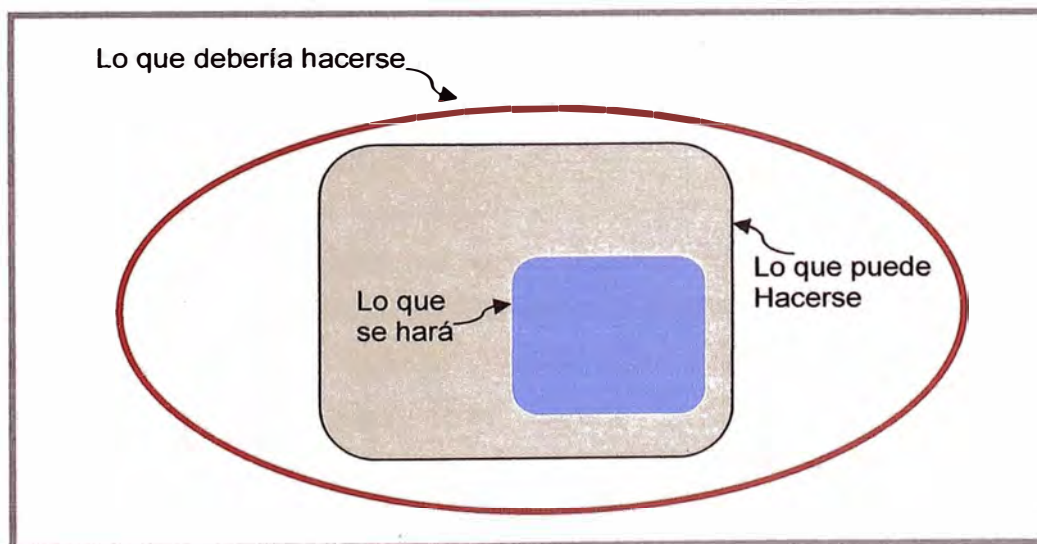 Lo que debería hacerse
Lo que puede
Hacerse
Lo que
se hará